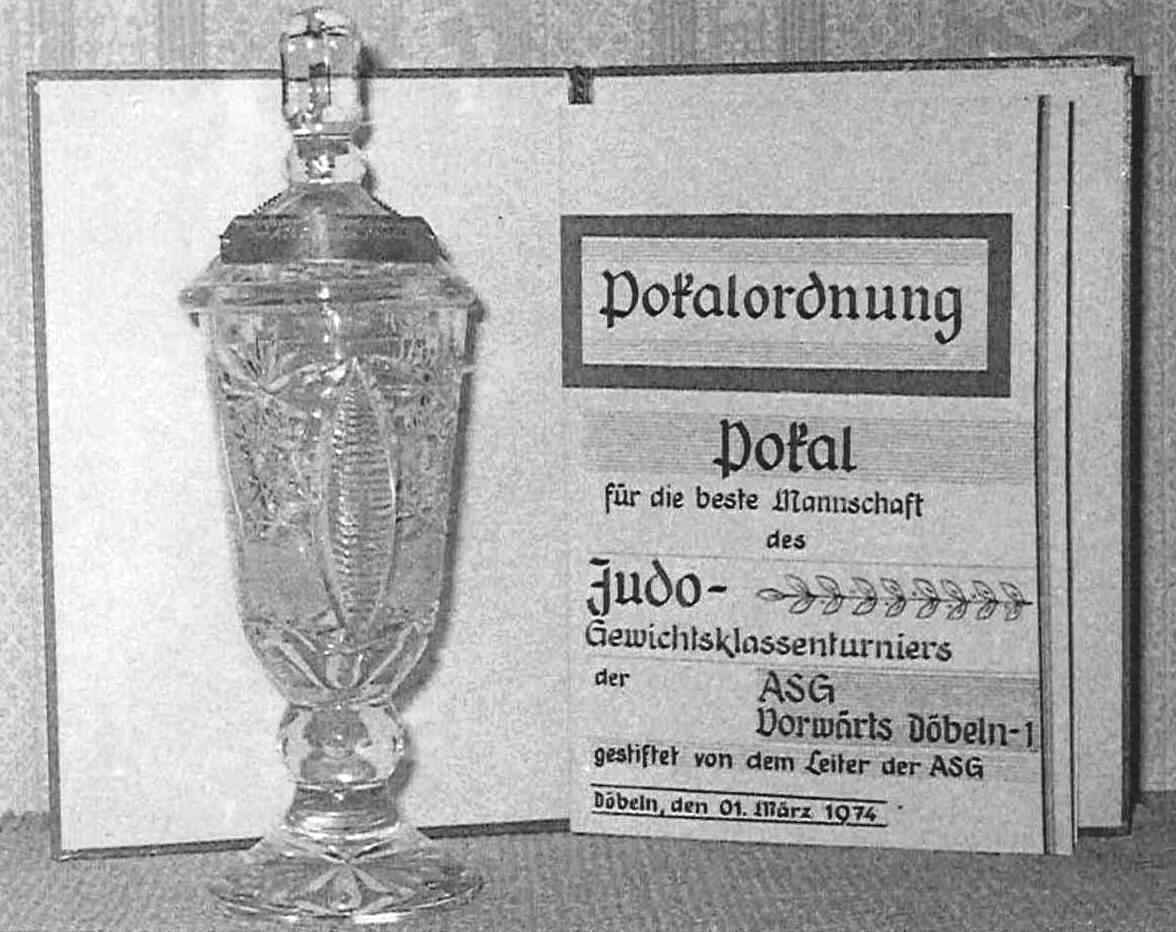 Pokalordnung
Pokal
für die beste Mannschaft
des
Judo-
Gewichtsklassenturniers
der
ASG
Vorwärts Döbeln-1
gestiftet von dem Leiter der ASG
Döbeln, den 01. März 1974